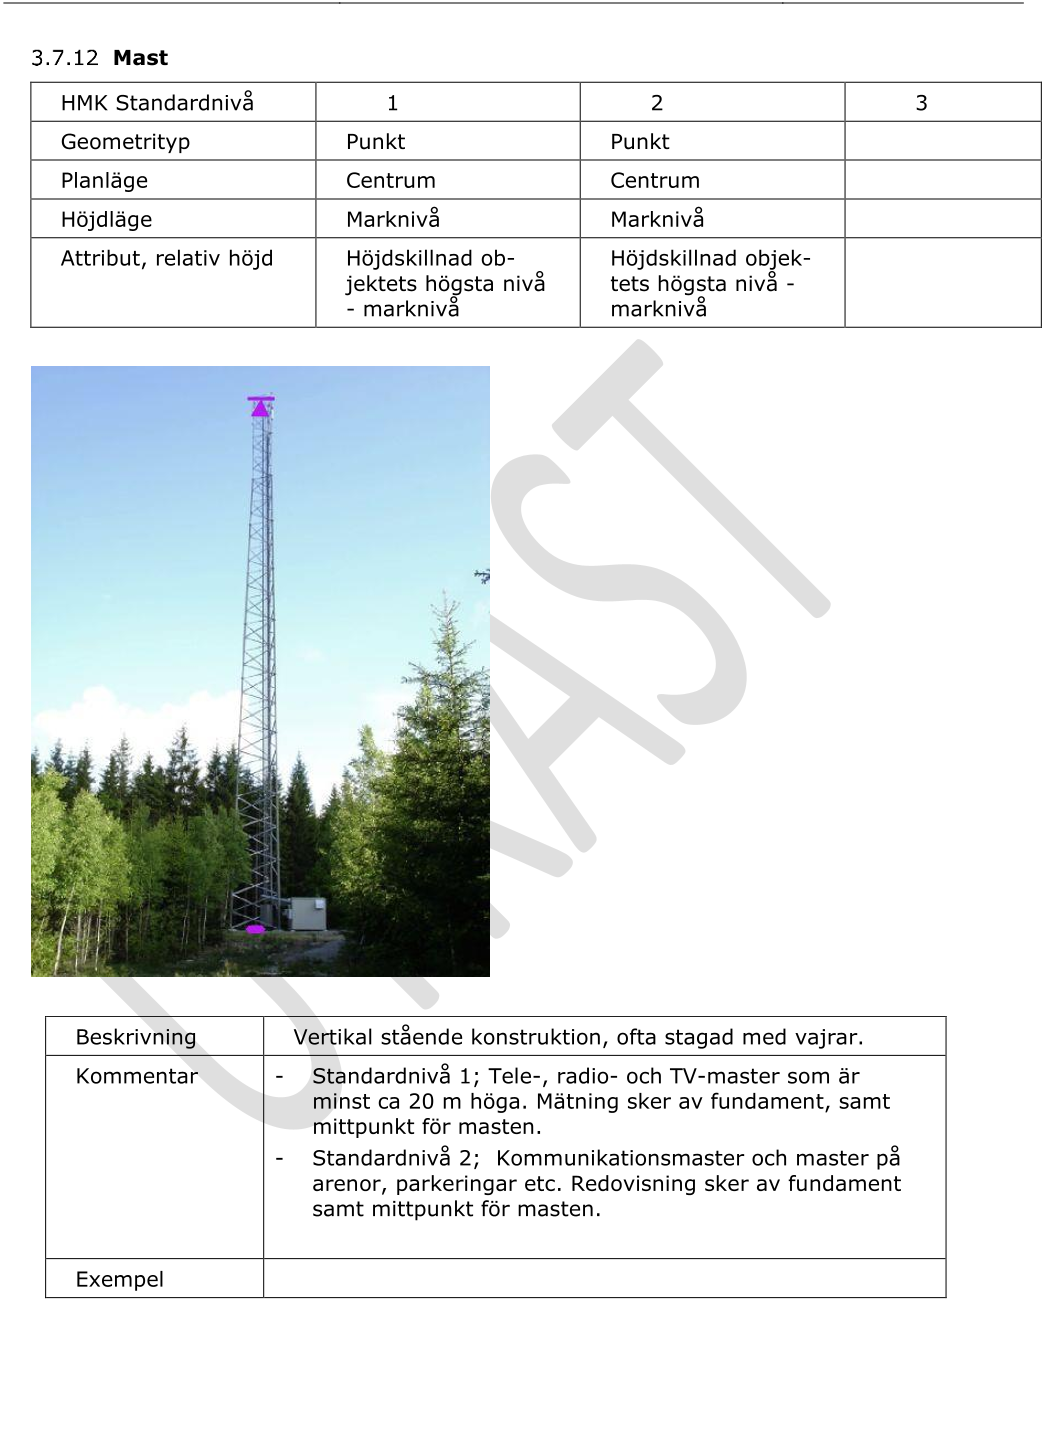 3.7.12 Mast
HMK Standardnivå 1 2 3
Geometrityp Punkt Punkt
Planläge Centrum Centrum
Höjdläge Marknivå Marknivå
Attribut, relativ höjd Höjdskillnad ob- Höjdskillnad objek-
jektets högsta nivå tets högsta nivå -
- marknivå marknivå
UTKAST
Beskrivning Vertikal stående konstruktion, ofta stagad med vajrar.
Kommentar - Standardnivå 1; Tele-, radio- och TV-master som är
minst ca 20 m höga. Mätning sker av fundament, samt
mittpunkt för masten.
- Standardnivå 2; Kommunikationsmaster och master på
arenor, parkeringar etc. Redovisning sker av fundament
samt mittpunkt för masten.
Exempel